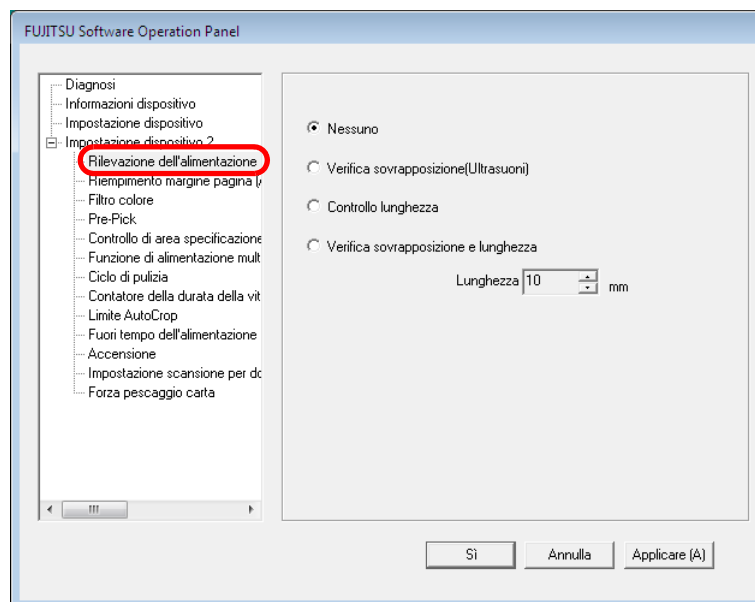 FUJITSU Software Operation Panel
Diagnosi
Informazioni dispositivo
Impostazione dispositivo
Impostazione dispositivo 2
Rilevazione dell'alimentazione
Riempimento margine pagina (
Filtro colore
Pre-Pick
Controllo di area specificazione
Funzione di alimentazione mult
Ciclo di pulizia
Contatore della durata della vit
Limite AutoCrop
Fuori tempo dell'alimentazione
Accensione
Impostazione scansione per do
Forza pescaggio carta
Nessuno
Verifica sovrapposizione(Ultrasuoni)
Controllo lunghezza
Verifica sovrapposizione e lunghezza
Lunghezza 10 mm
Sì Annulla Applicare (A)